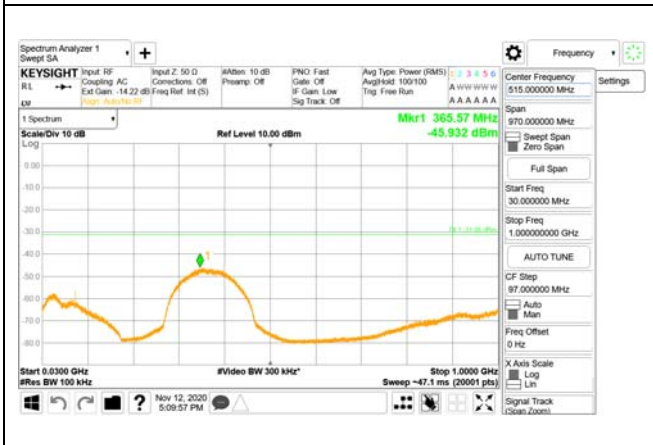 Spectrum Analyzer 1
Swept SA
+
Frequency
KEYSIGHT
RL
Input: RF
Coupling: AC
Ext Gain: -14.22 dB
Align: Auto/No RF
Input Z: 50 Ω
Corrections: Off
Freq Ref: Int (S)
#Atten: 10 dB
Preamp: Off
PNO: Fast
Gate: Off
IF Gain: Low
Sig Track: Off
Avg Type: Power (RMS)
Avg|Hold: 100/100
Trig: Free Run
1 2 3 4 5 6
A W W W W W
A A A A A A
1 Spectrum
Scale/Div 10 dB
Log
Ref Level 10.00 dBm
Mkr1 365.57 MHz
-45.932 dBm
0.00
-10.0
-20.0
-30.0
-40.0
-50.0
-60.0
-70.0
-80.0
1
Start 0.0300 GHz
#Res BW 100 kHz
#Video BW 300 kHz*
Stop 1.0000 GHz
Sweep ~47.1 ms (20001 pts)
Nov 12, 2020
5:09:57 PM
?
Center Frequency
515.000000 MHz
Settings
Span
970.000000 MHz
Swept Span
Zero Span
Full Span
Start Freq
30.000000 MHz
Stop Freq
1.000000000 GHz
AUTO TUNE
CF Step
97.000000 MHz
Auto
Man
Freq Offset
0 Hz
X Axis Scale
Log
Lin
Signal Track
(Span Zoom)